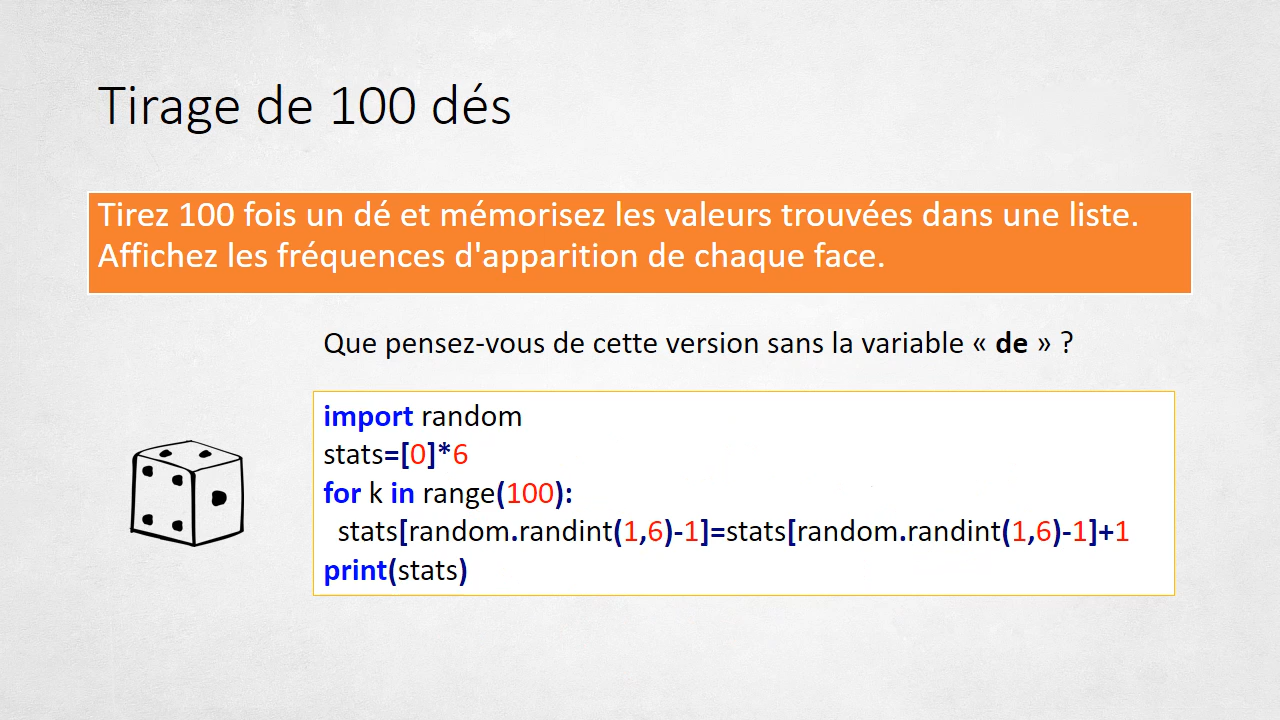 Tirage de 100 dés
Tirez 100 fois un dé et mémorisez les valeurs trouvées dans une liste.
Affichez les fréquences d'apparition de chaque face.
Que pensez-vous de cette version sans la variable « de » ?
import random
stats=[0]*6
for k in range(100):
  stats[random.randint(1,6)-1]=stats[random.randint(1,6)-1]+1
print(stats)